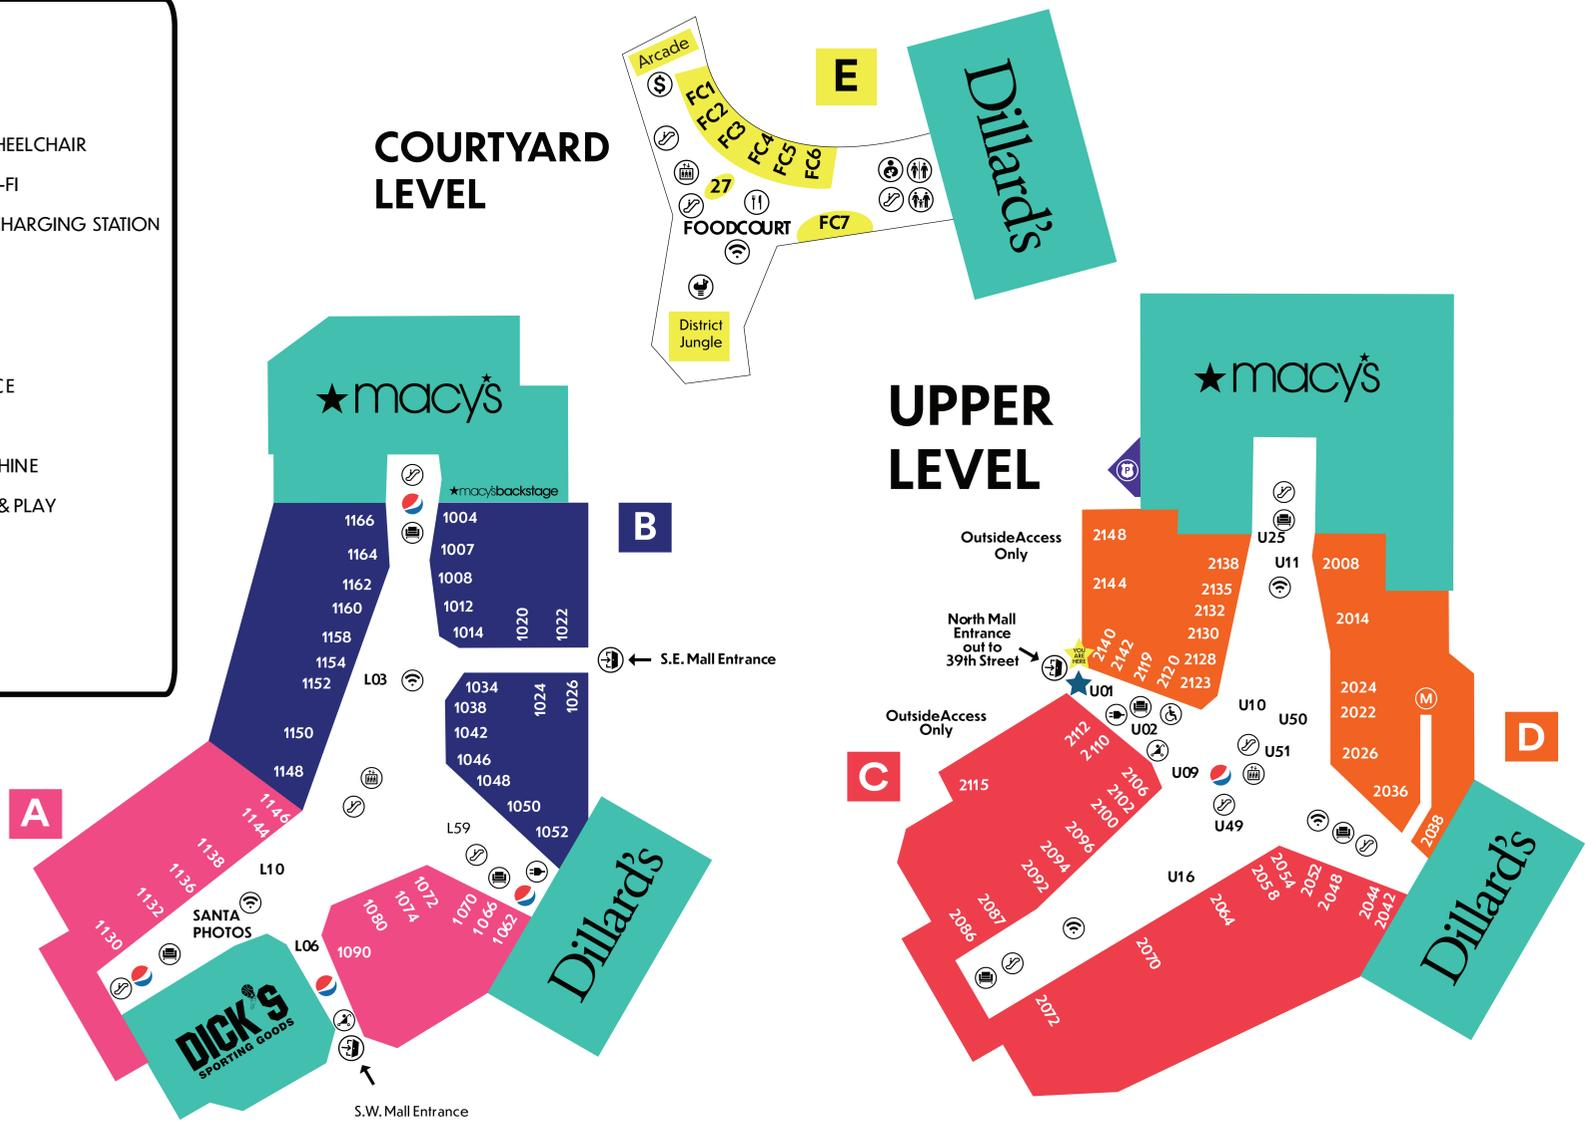 HEELCHAIR
-FI
HARGING STATION
CE
HINE
& PLAY
COURTYARD
LEVEL
Arcade
$
FC1
FC2
FC3
FC4
FC5
FC6
27
FOODCOURT
FC7
District
Jungle
E
Dillard's
macy's
macy'sbackstage
B
1166
1164
1162
1160
1158
1154
1152
1150
1148
1004
1007
1008
1012
1014
1020
1022
S.E. Mall Entrance
L03
1034
1038
1042
1046
1048
1050
1052
1024
1026
A
1146
1144
1138
1136
1132
1130
L10
L59
SANTA
PHOTOS
L06
1090
1080
1074
1072
1070
1066
1062
Dillard's
DICK'S
SPORTING GOODS
S.W. Mall Entrance
UPPER
LEVEL
macy's
P
OutsideAccess
Only
2148
2144
2138
2135
2132
2130
2128
2123
2140
2142
2119
2120
U25
U11
2008
2014
2024
2022
2026
2036
2038
M
D
North Mall
Entrance
out to
39th Street
YOU
ARE
HERE
U01
OutsideAccess
Only
U02
U10
U50
U51
U09
U49
U16
C
2115
2112
2110
2106
2102
2100
2096
2094
2092
2087
2086
2072
2070
2064
2058
2054
2052
2048
2044
2042
Dillard's